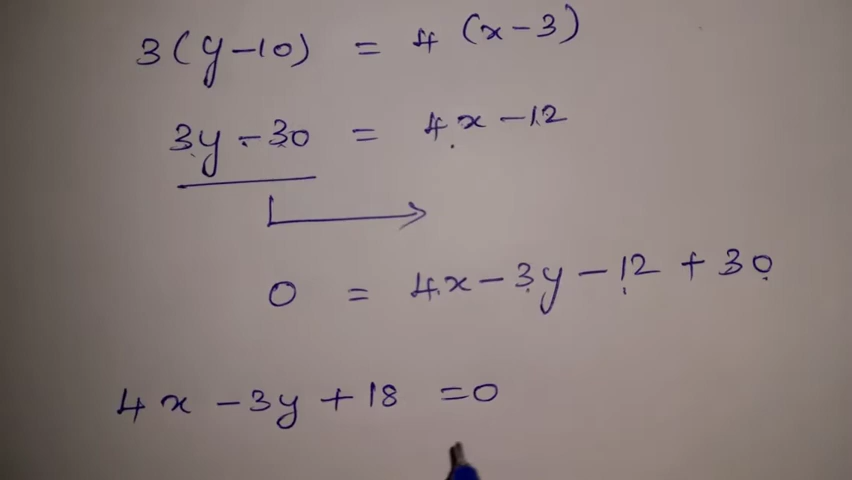 3(y-10) = 4(x-3)
3y-30 = 4x-12
0 = 4x-3y-12+30
4x-3y+18=0